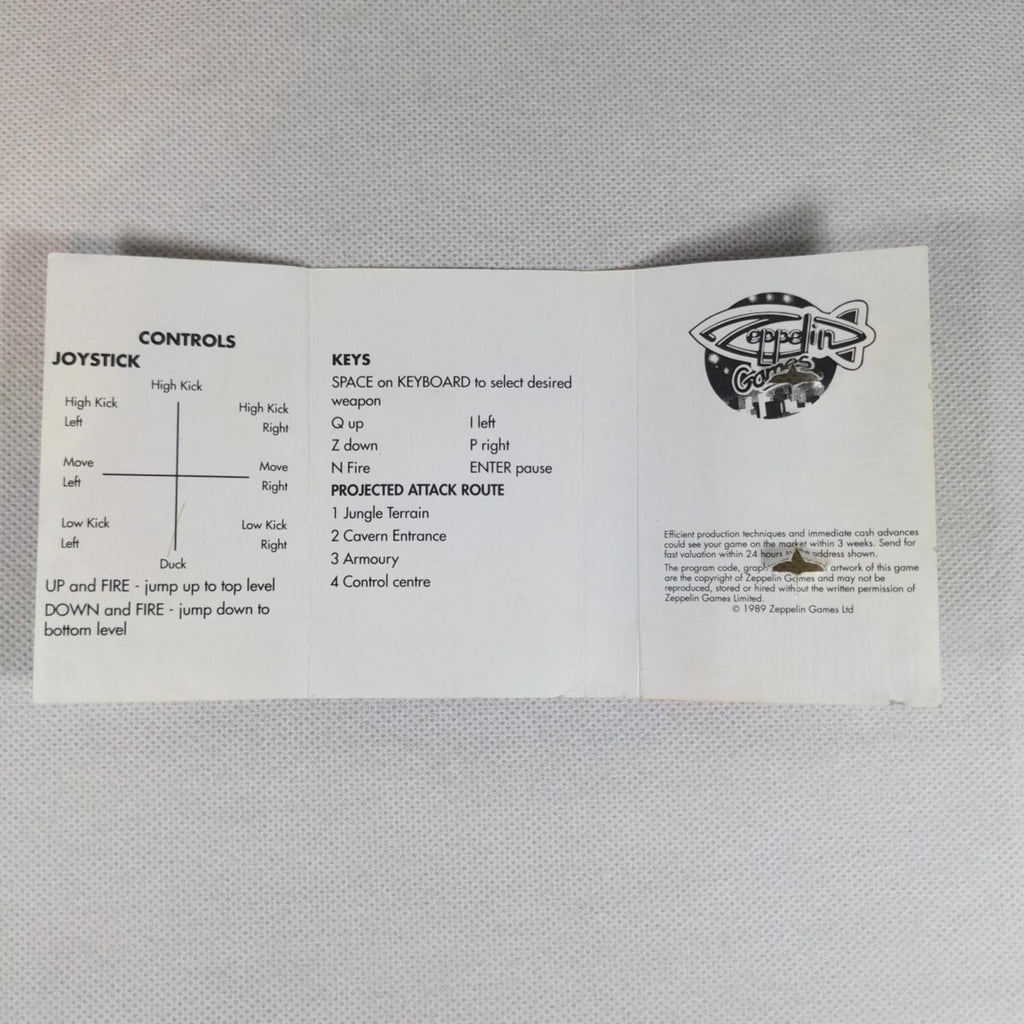 CONTROLS
JOYSTICK
High Kick
High Kick
Left
High Kick
Right
Move
Left
Move
Right
Low Kick
Left
Low Kick
Right
Duck
UP and FIRE - jump up to top level
DOWN and FIRE - jump down to
bottom level
KEYS
SPACE on KEYBOARD to select desired
weapon
Q up I left
Z down P right
N Fire ENTER pause
PROJECTED ATTACK ROUTE
1 Jungle Terrain
2 Cavern Entrance
3 Armoury
4 Control centre
Zeppelin
Games
Efficient production techniques and immediate cash advances
could see your game on the market within 3 weeks. Send for
fast valuation within 24 hours address shown.
The program code, artwork of this game
are the copyright of Zeppelin Games and may not be
reproduced, stored or hired without the written permission of
Zeppelin Games Limited.
© 1989 Zeppelin Games Ltd